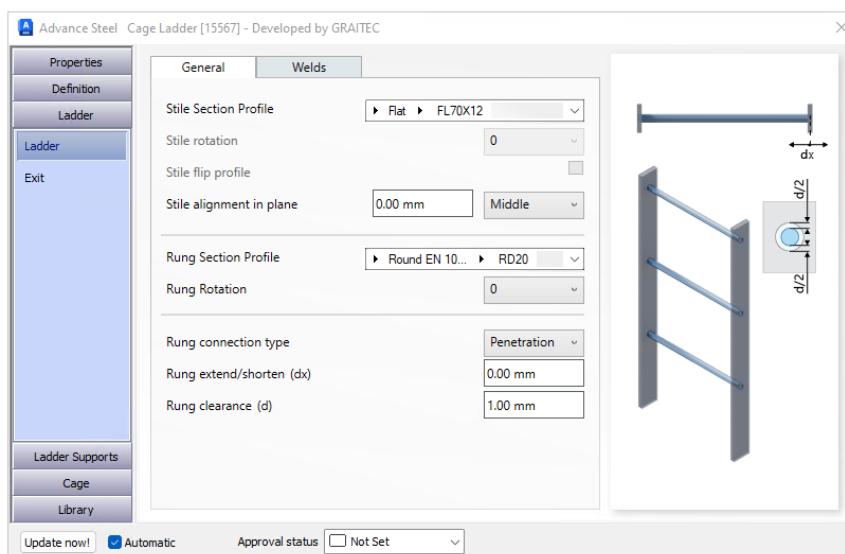 Advance Steel Cage Ladder [15567] - Developed by GRAITEC
Properties
Definition
Ladder
Ladder
Exit
Ladder Supports
Cage
Library
General Welds
Stile Section Profile Flat FL70X12
Stile rotation 0
Stile flip profile
Stile alignment in plane 0.00 mm Middle
Rung Section Profile Round EN 10... RD20
Rung Rotation 0
Rung connection type Penetration
Rung extend/shorten (dx) 0.00 mm
Rung clearance (d) 1.00 mm
dx
d/2
d/2
Update now! Automatic Approval status Not Set